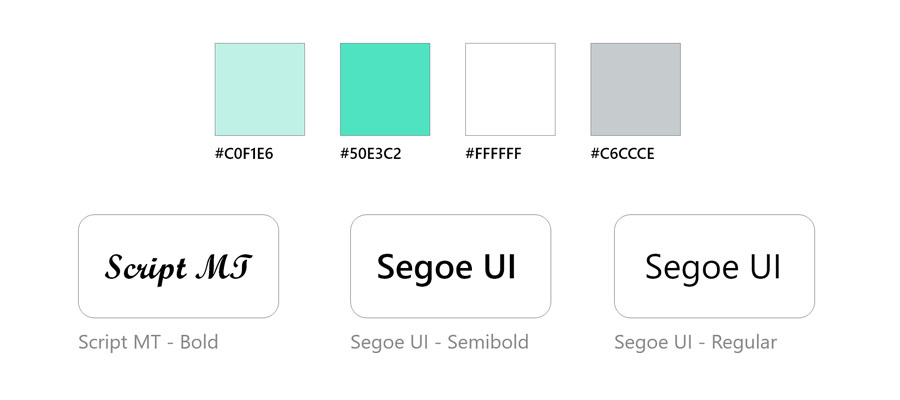 #C0F1E6 #50E3C2 #FFFFFF #C6CCCE
Script MT Segoe UI Segoe UI
Script MT - Bold Segoe UI - Semibold Segoe UI - Regular